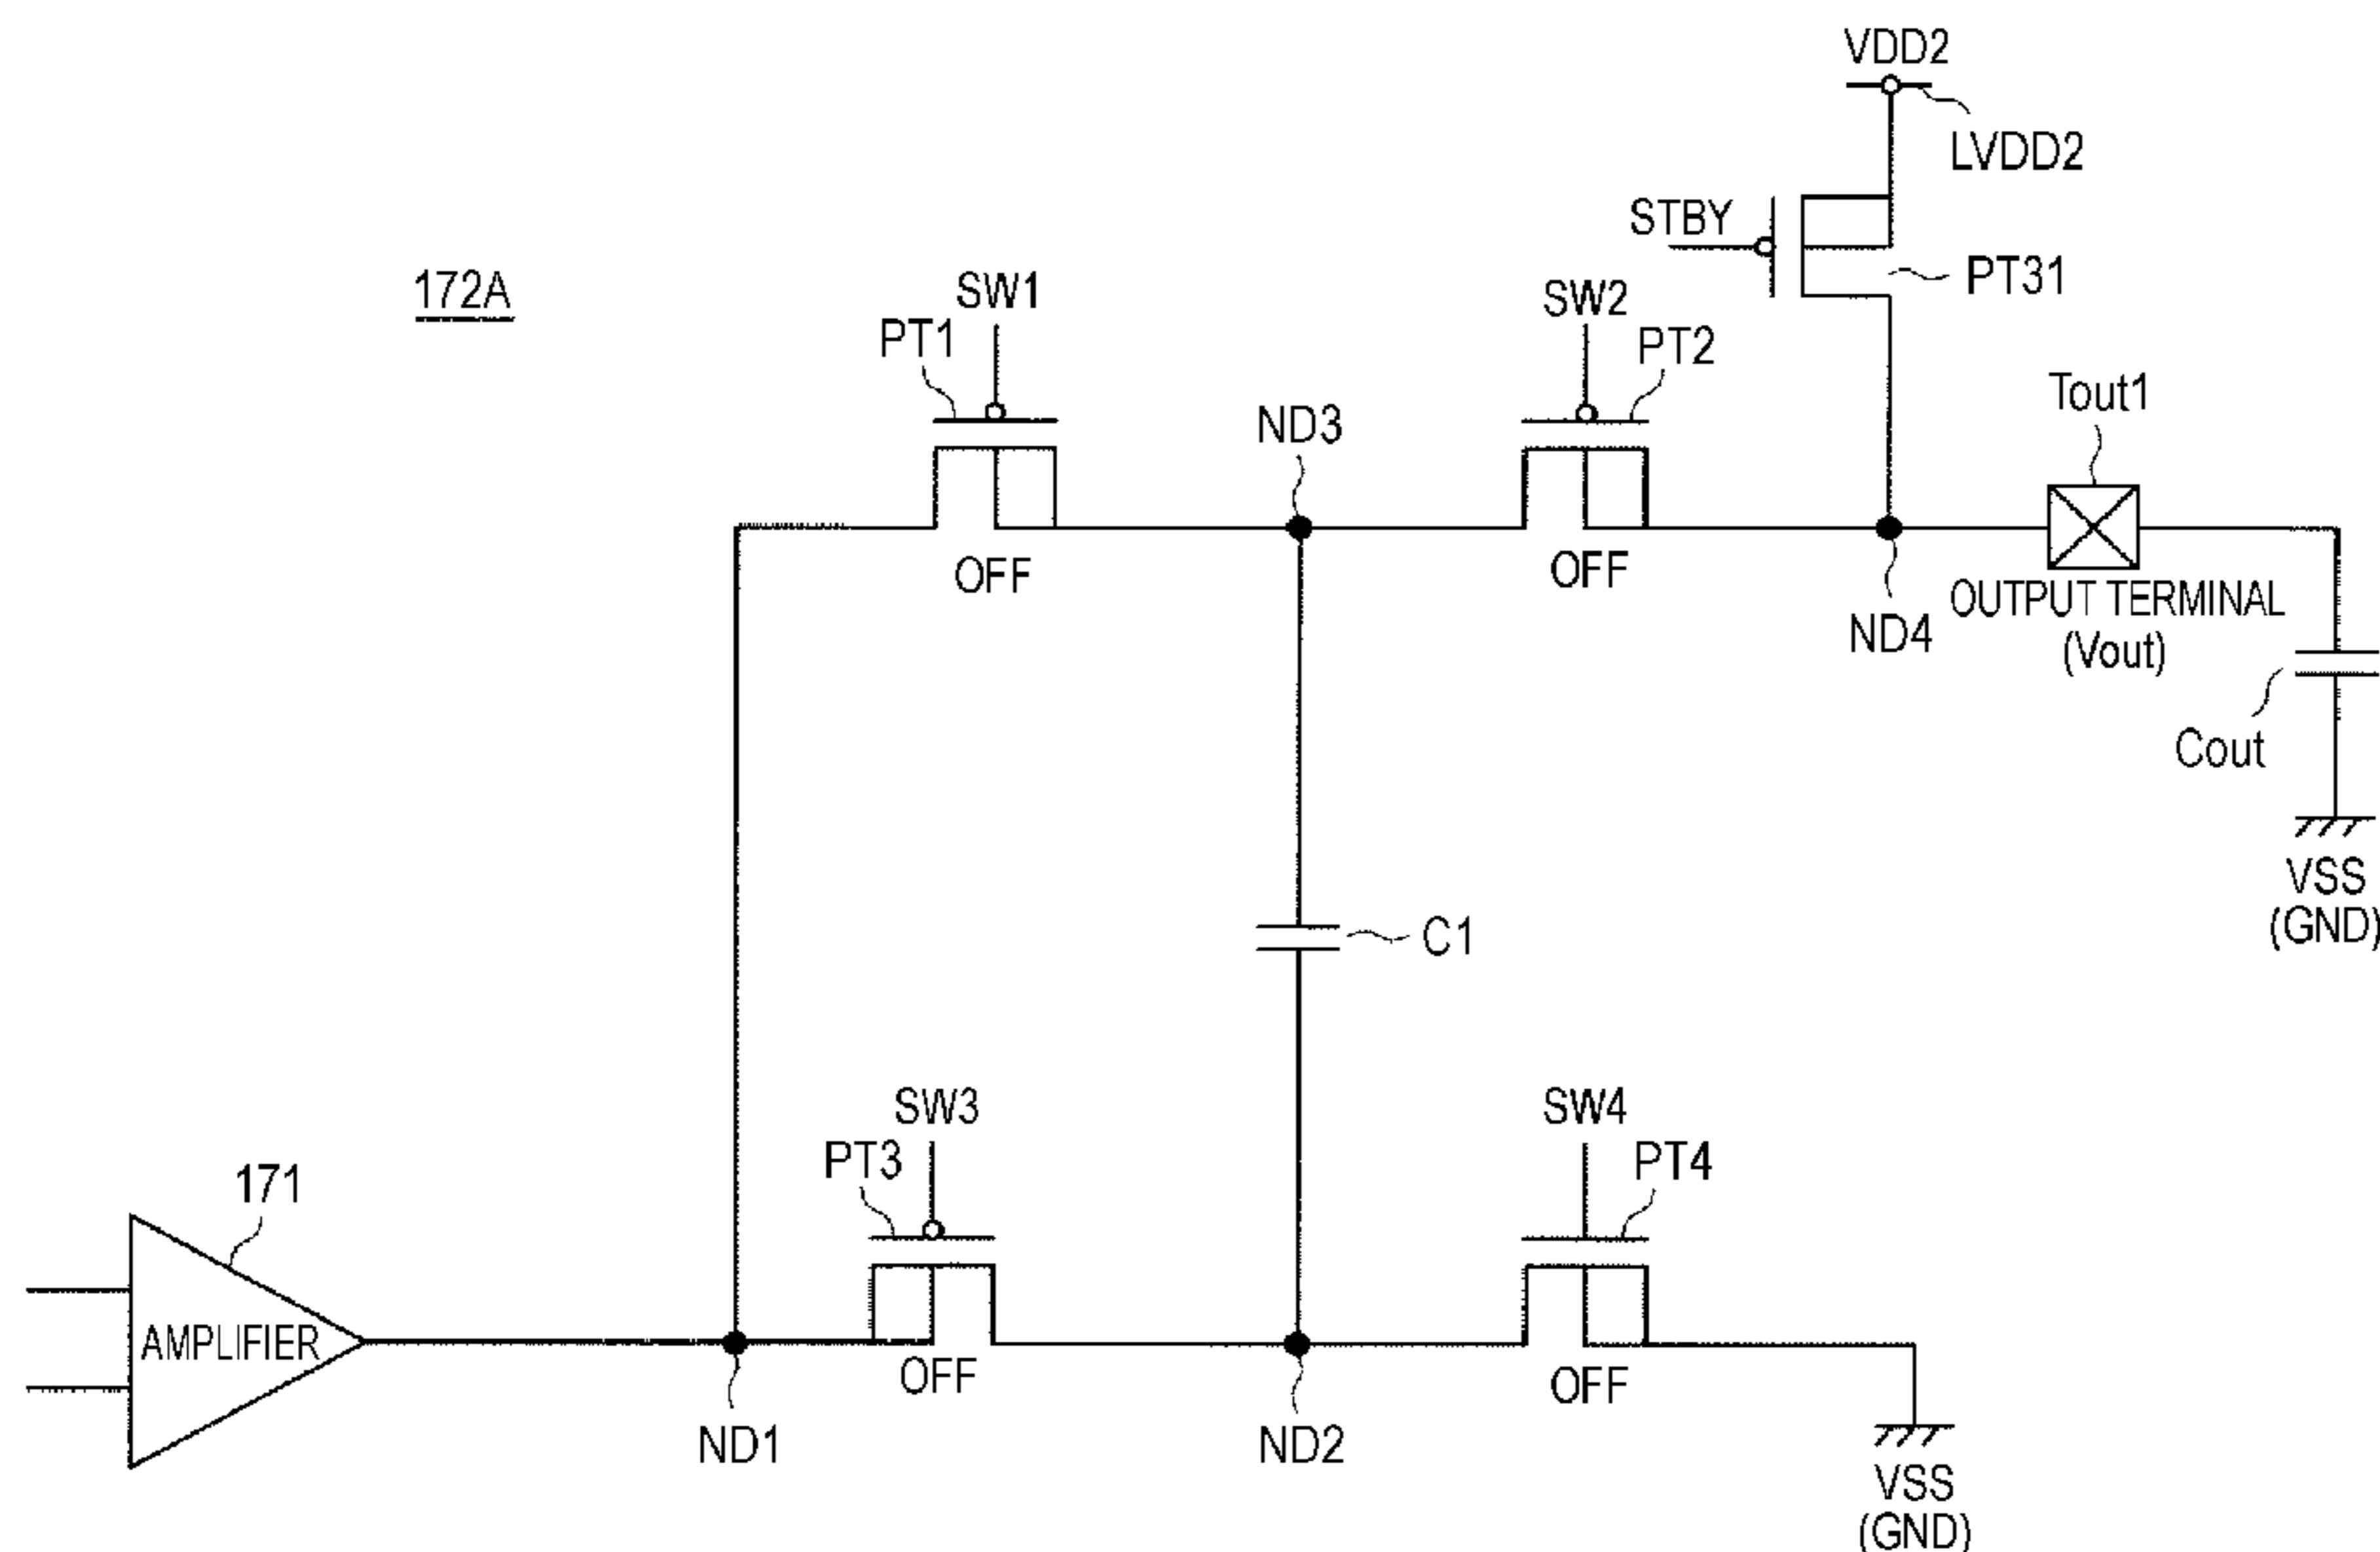 VDD2
LVDD2
STBY
PT31
172A
SW1
PT1
SW2
PT2
ND3
Tout1
OFF
OFF
ND4
OUTPUT TERMINAL
(Vout)
Cout
VSS
(GND)
C1
SW3
PT3
SW4
PT4
171
AMPLIFIER
OFF
OFF
ND1
ND2
VSS
(GND)